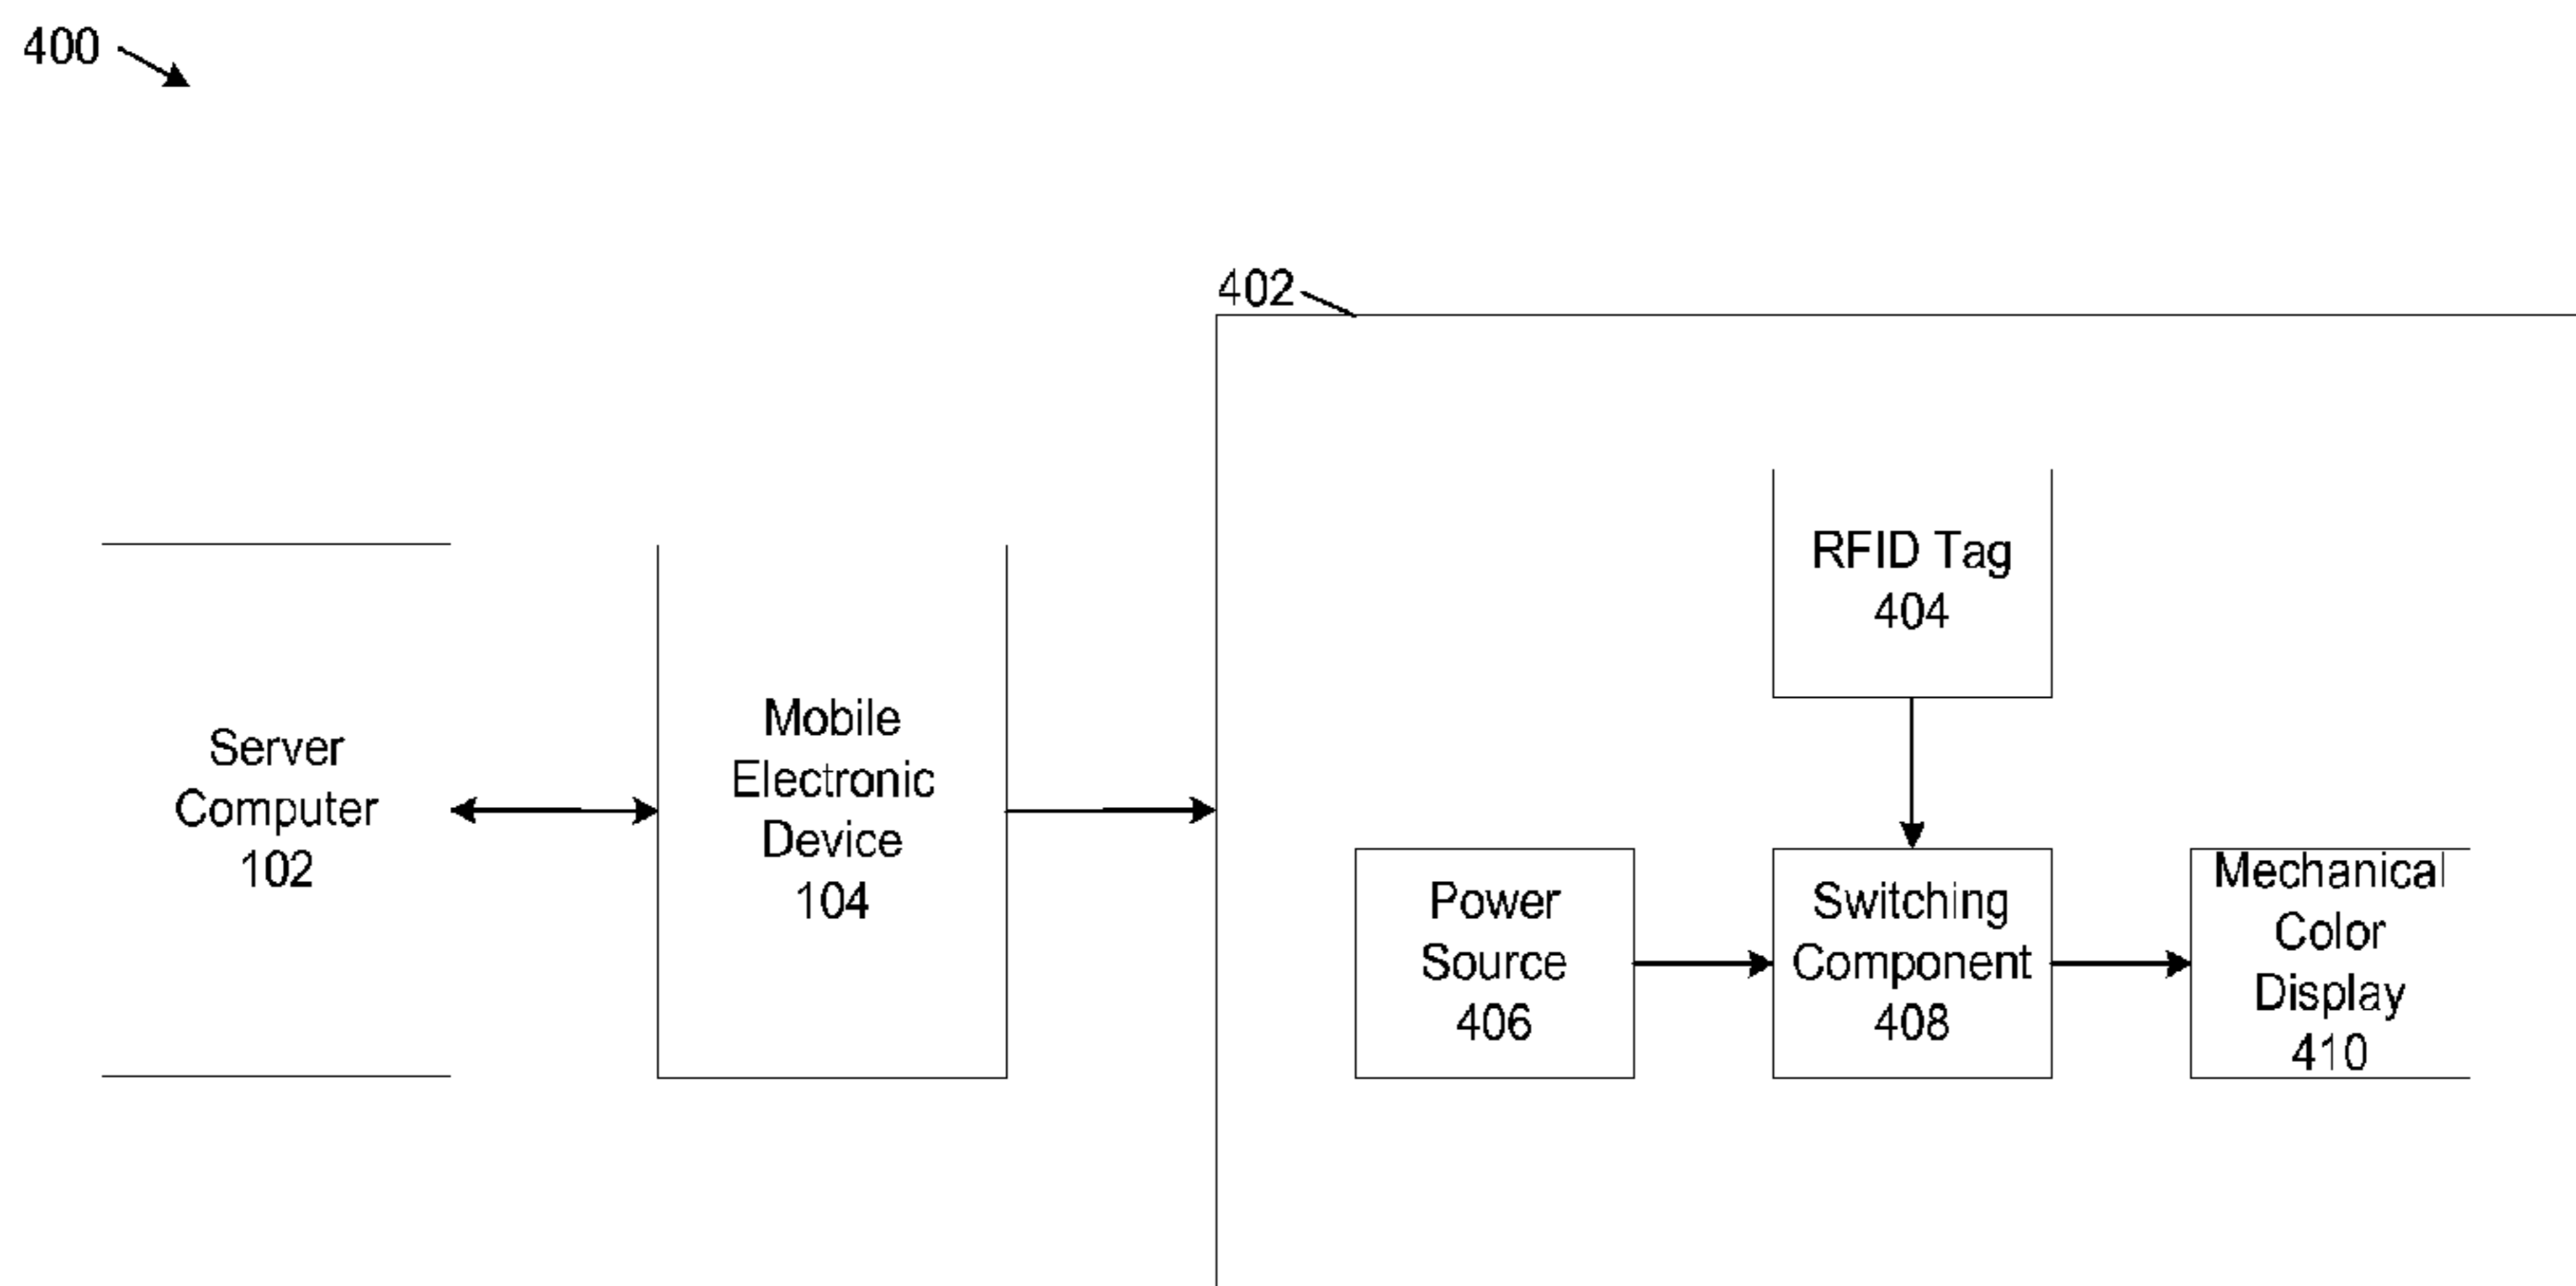 400
402
RFID Tag
404
Server
Computer
102
Mobile
Electronic
Device
104
Power
Source
406
Switching
Component
408
Mechanical
Color
Display
410